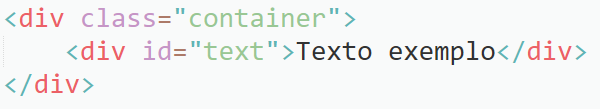 <div class="container">
    <div id="text">Texto exemplo</div>
</div>